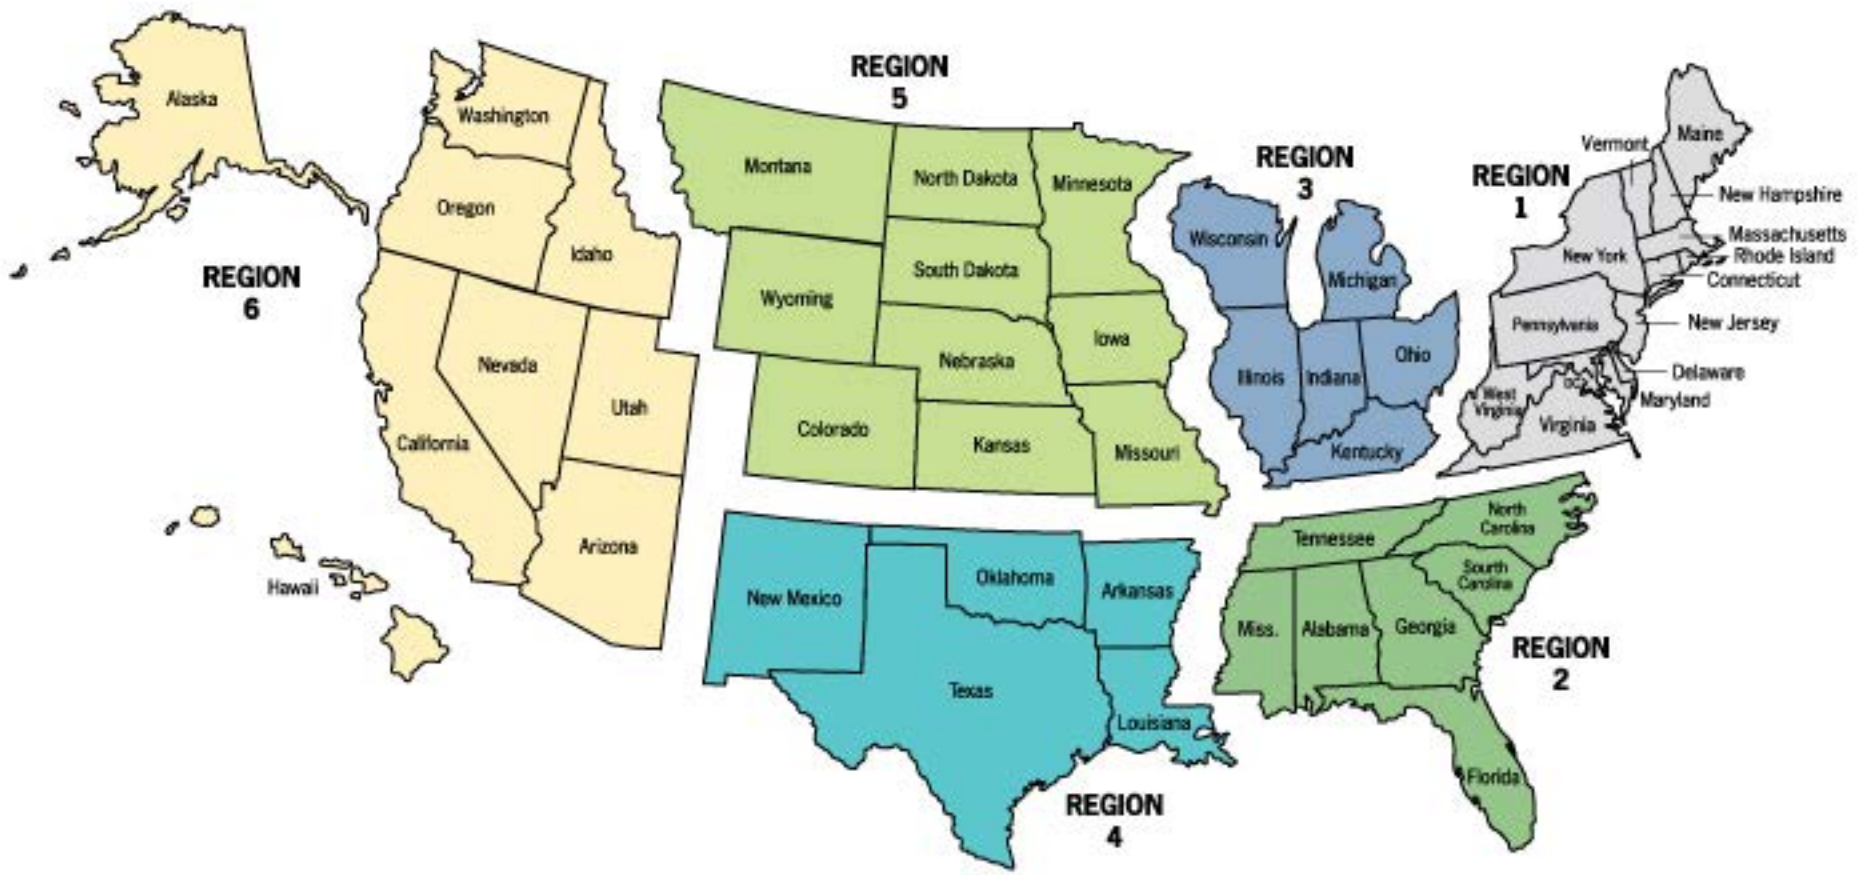 Alaska
Washington
Oregon
Idaho
REGION
6
Nevada
Utah
California
Arizona
Hawaii
REGION
5
Montana
North Dakota
Minnesota
South Dakota
Wyoming
Iowa
Nebraska
Colorado
Kansas
Missouri
REGION
3
Wisconsin
Michigan
Ohio
Illinois
Indiana
Kentucky
REGION
1
Vermont
Maine
New Hampshire
Massachusetts
Rhode Island
New York
Connecticut
Pennsylvania
New Jersey
Delaware
DC
Maryland
West
Virginia
Virginia
New Mexico
Oklahoma
Arkansas
Texas
Louisiana
REGION
4
North
Carolina
Tennessee
South
Carolina
Miss.
Alabama
Georgia
REGION
2
Florida